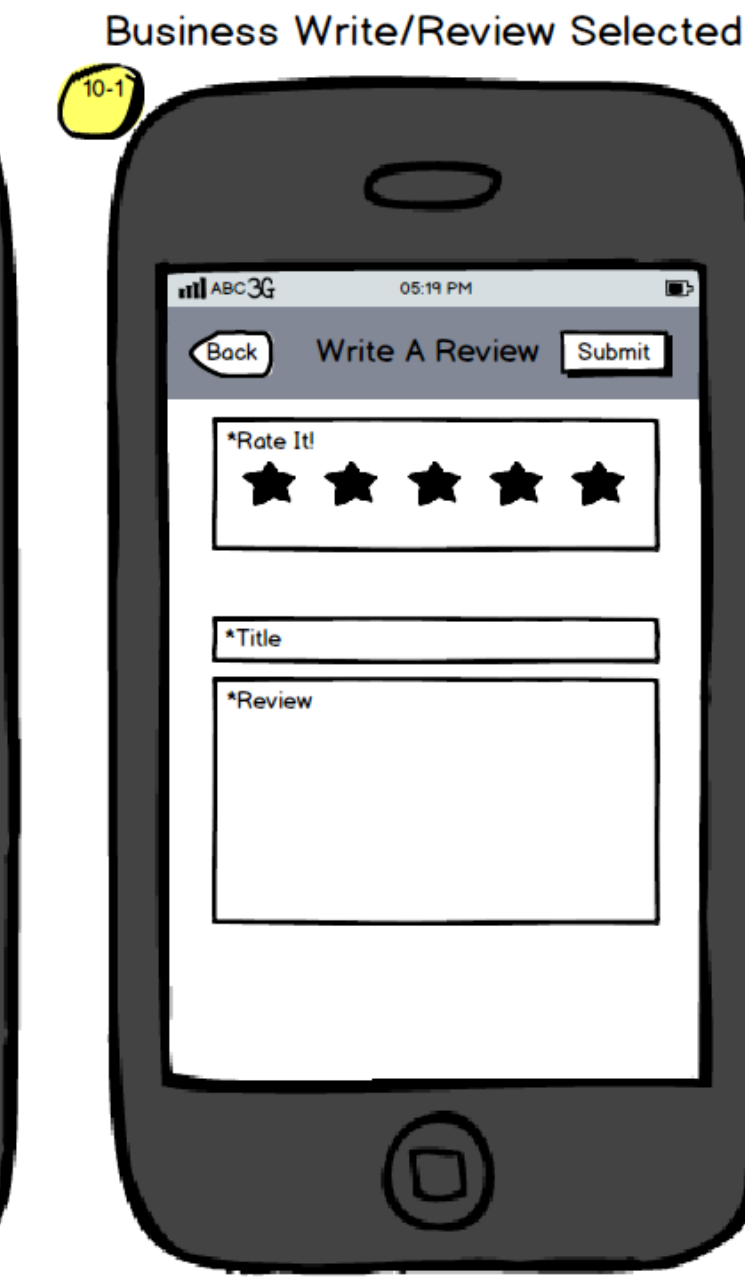 Business Write/Review Selected
10-1
ABC 3G 05:19 PM
Back Write A Review Submit
*Rate It!
*Title
*Review